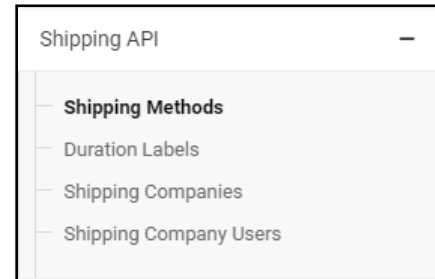 Shipping API
Shipping Methods
Duration Labels
Shipping Companies
Shipping Company Users